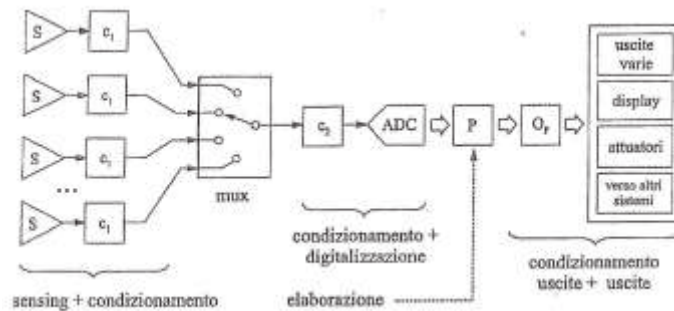 S
c₁
S
c₁
S
c₁
...
S
c₁
mux
c₂
ADC
P
O_P
uscite
varie
display
attuatori
verso altri
sistemi
sensing + condizionamento
condizionamento +
digitalizzazione
elaborazione
condizionamento
uscite + uscite